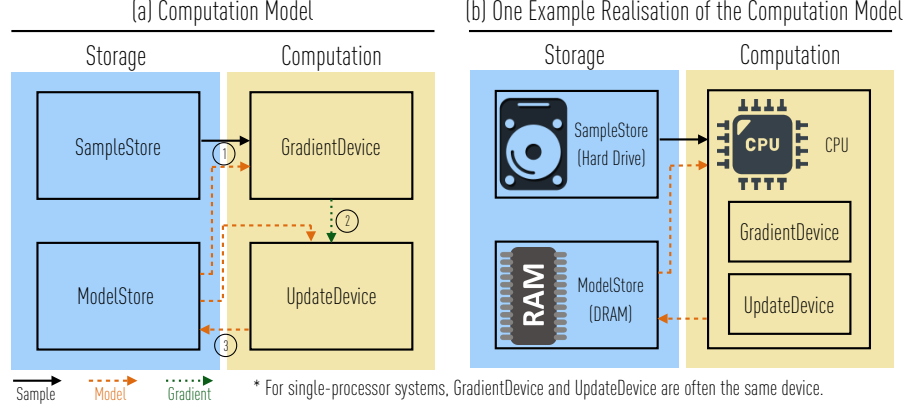 (a) Computation Model
Storage
Computation
SampleStore
GradientDevice
1
2
ModelStore
UpdateDevice
3
(b) One Example Realisation of the Computation Model
Storage
Computation
SampleStore
(Hard Drive)
CPU
CPU
GradientDevice
RAM
ModelStore
(DRAM)
UpdateDevice
Sample
Model
Gradient
* For single-processor systems, GradientDevice and UpdateDevice are often the same device.